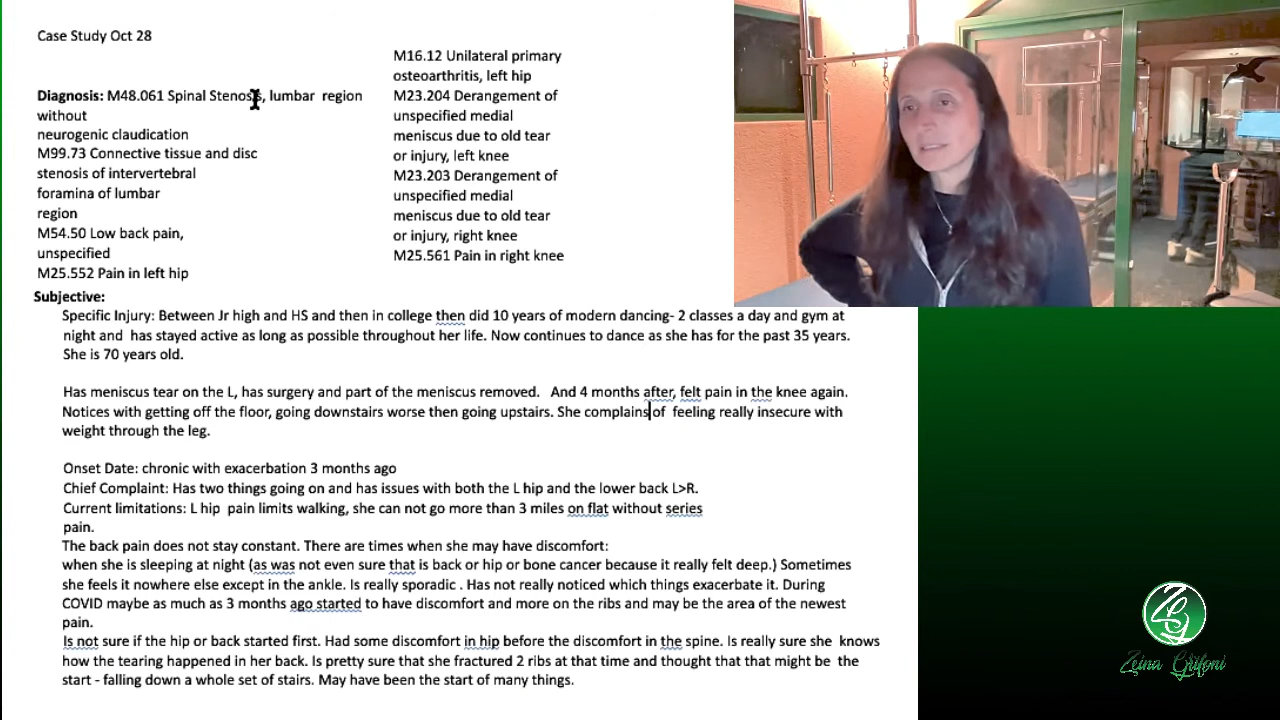 Case Study Oct 28
Diagnosis: M48.061 Spinal Stenosis, lumbar region
without
neurogenic claudication
M99.73 Connective tissue and disc
stenosis of intervertebral
foramina of lumbar
region
M54.50 Low back pain,
unspecified
M25.552 Pain in left hip
M16.12 Unilateral primary
osteoarthritis, left hip
M23.204 Derangement of
unspecified medial
meniscus due to old tear
or injury, left knee
M23.203 Derangement of
unspecified medial
meniscus due to old tear
or injury, right knee
M25.561 Pain in right knee
Subjective:
Specific Injury: Between Jr high and HS and then in college then did 10 years of modern dancing- 2 classes a day and gym at
night and has stayed active as long as possible throughout her life. Now continues to dance as she has for the past 35 years.
She is 70 years old.
Has meniscus tear on the L, has surgery and part of the meniscus removed. And 4 months after, felt pain in the knee again.
Notices with getting off the floor, going downstairs worse then going upstairs. She complains of feeling really insecure with
weight through the leg.
Onset Date: chronic with exacerbation 3 months ago
Chief Complaint: Has two things going on and has issues with both the L hip and the lower back L>R.
Current limitations: L hip pain limits walking, she can not go more than 3 miles on flat without series
pain.
The back pain does not stay constant. There are times when she may have discomfort:
when she is sleeping at night (as was not even sure that is back or hip or bone cancer because it really felt deep.) Sometimes
she feels it nowhere else except in the ankle. Is really sporadic . Has not really noticed which things exacerbate it. During
COVID maybe as much as 3 months ago started to have discomfort and more on the ribs and may be the area of the newest
pain.
Is not sure if the hip or back started first. Had some discomfort in hip before the discomfort in the spine. Is really sure she knows
how the tearing happened in her back. Is pretty sure that she fractured 2 ribs at that time and thought that that might be the
start - falling down a whole set of stairs. May have been the start of many things.
ZG
Zeina Grifoni